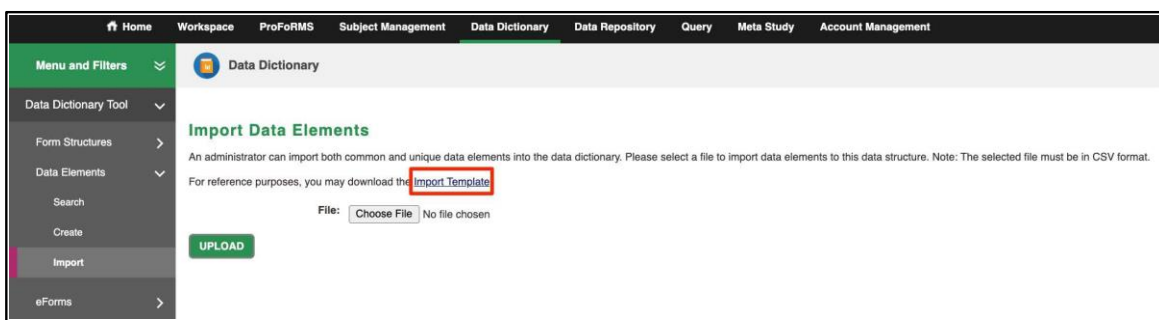 Home Workspace ProFoRMS Subject Management Data Dictionary Data Repository Query Meta Study Account Management
Menu and Filters
Data Dictionary
Data Dictionary Tool
Form Structures
Data Elements
Search
Create
Import
eForms
Import Data Elements
An administrator can import both common and unique data elements into the data dictionary. Please select a file to import data elements to this data structure. Note: The selected file must be in CSV format.
For reference purposes, you may download the Import Template
File: Choose File No file chosen
UPLOAD